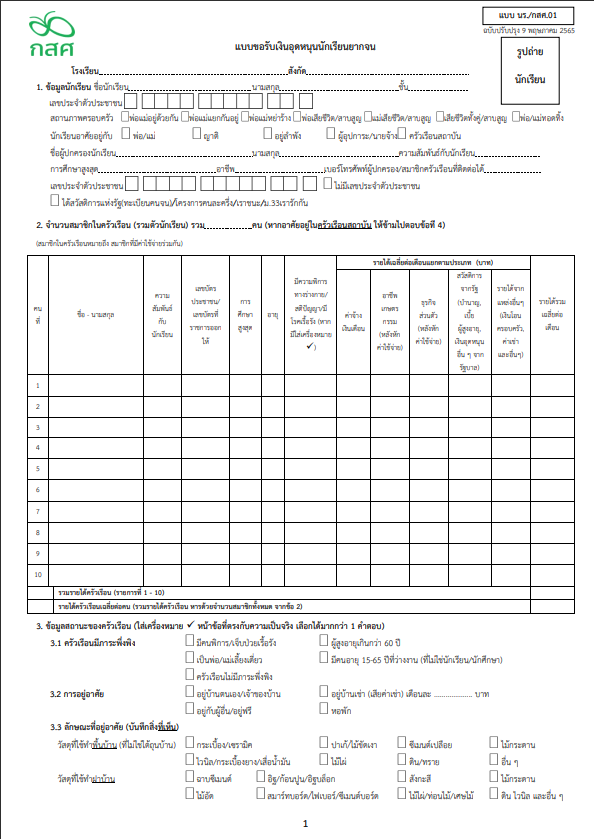 แบบ นร./กสศ.01
ฉบับปรับปรุง 9 พฤษภาคม 2565
กสศ
แบบขอรับเงินอุดหนุนนักเรียนยากจน
รูปถ่าย
นักเรียน
โรงเรียน สังกัด
1. ข้อมูลนักเรียน ชื่อนักเรียน นามสกุล ชั้น
เลขประจำตัวประชาชน
สถานภาพครอบครัว พ่อแม่อยู่ด้วยกัน พ่อแม่แยกกันอยู่ พ่อแม่หย่าร้าง พ่อเสียชีวิต/สาบสูญ แม่เสียชีวิต/สาบสูญ เสียชีวิตทั้งคู่/สาบสูญ พ่อ/แม่ทอดทิ้ง
นักเรียนอาศัยอยู่กับ พ่อ/แม่ ญาติ อยู่ลำพัง ผู้อุปการะ/นายจ้าง ครัวเรือนสถาบัน
ชื่อผู้ปกครองนักเรียน นามสกุล ความสัมพันธ์กับนักเรียน
การศึกษาสูงสุด อาชีพ เบอร์โทรศัพท์ผู้ปกครอง/สมาชิกครัวเรือนที่ติดต่อได้
เลขประจำตัวประชาชน ไม่มีเลขประจำตัวประชาชน
ได้สวัสดิการแห่งรัฐ(ทะเบียนคนจน)/โครงการคนละครึ่ง/เราชนะ/ม.33เรารักกัน
2. จำนวนสมาชิกในครัวเรือน (รวมตัวนักเรียน) รวม คน (หากอาศัยอยู่ในครัวเรือนสถาบัน ให้ข้ามไปตอบข้อที่ 4)
(สมาชิกในครัวเรือนหมายถึง สมาชิกที่มีค่าใช้จ่ายร่วมกัน)
รายได้เฉลี่ยต่อเดือนแยกตามประเภท (บาท)
คนที่
ชื่อ - นามสกุล
ความสัมพันธ์กับนักเรียน
เลขบัตรประชาชน/เลขบัตรที่ราชการออกให้
การศึกษาสูงสุด
อายุ
มีความพิการทางร่างกาย/สติปัญญา/มีโรคเรื้อรัง (หากมีใส่เครื่องหมาย ✓)
ค่าจ้างเงินเดือน
อาชีพเกษตรกรรม (หลังหักค่าใช้จ่าย)
ธุรกิจส่วนตัว (หลังหักค่าใช้จ่าย)
สวัสดิการจากรัฐ (บำนาญ, เบี้ยผู้สูงอายุ, เงินอุดหนุนอื่น ๆ จากรัฐบาล)
รายได้จากแหล่งอื่นๆ (เงินโอนครอบครัว, ค่าเช่า และอื่นๆ)
รายได้รวมเฉลี่ยต่อเดือน
1
2
3
4
5
6
7
8
9
10
รวมรายได้ครัวเรือน (รายการที่ 1 - 10)
รายได้ครัวเรือนเฉลี่ยต่อคน (รวมรายได้ครัวเรือน หารด้วยจำนวนสมาชิกทั้งหมด จากข้อ 2)
3. ข้อมูลสถานะของครัวเรือน (ใส่เครื่องหมาย ✓ หน้าข้อที่ตรงกับความเป็นจริง เลือกได้มากกว่า 1 คำตอบ)
3.1 ครัวเรือนมีภาระพึ่งพิง มีคนพิการ/เจ็บป่วยเรื้อรัง ผู้สูงอายุเกินกว่า 60 ปี
เป็นพ่อ/แม่เลี้ยงเดี่ยว มีคนอายุ 15-65 ปีที่ว่างงาน (ที่ไม่ใช่นักเรียน/นักศึกษา)
ครัวเรือนไม่มีภาระพึ่งพิง
3.2 การอยู่อาศัย อยู่บ้านตนเอง/เจ้าของบ้าน อยู่บ้านเช่า (เสียค่าเช่า) เดือนละ .................. บาท
อยู่กับผู้อื่น/อยู่ฟรี หอพัก
3.3 ลักษณะที่อยู่อาศัย (บันทึกสิ่งที่เห็น)
วัสดุที่ใช้ทำพื้นบ้าน (ที่ไม่ใช่ใต้ถุนบ้าน) กระเบื้อง/เซรามิค ปาเก้/ไม้ขัดเงา ซีเมนต์เปลือย ไม้กระดาน
ไวนิล/กระเบื้องยาง/เสื่อน้ำมัน ไม้ไผ่ ดิน/ทราย อื่น ๆ
วัสดุที่ใช้ทำฝาบ้าน ฉาบซีเมนต์ อิฐ/ก้อนปูน/อิฐบล็อก สังกะสี ไม้กระดาน
ไม้อัด สมาร์ทบอร์ด/ไฟเบอร์/ซีเมนต์บอร์ด ไม้ไผ่/ท่อนไม้/เศษไม้ ดิน ไวนิล และอื่น ๆ
1